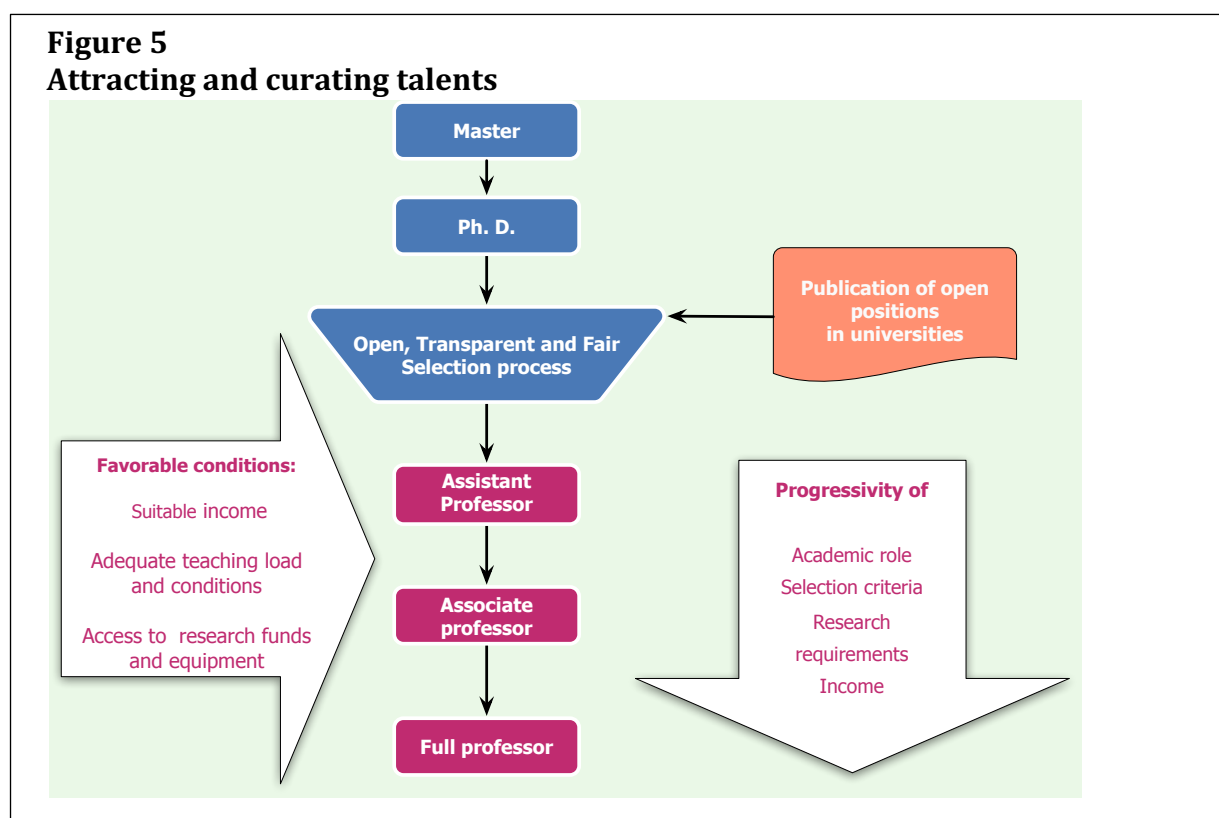 Figure 5
Attracting and curating talents
Master
Ph. D.
Publication of open
positions
in universities
Open, Transparent and Fair
Selection process
Favorable conditions:
Suitable income
Adequate teaching load
and conditions
Access to research funds
and equipment
Assistant
Professor
Associate
professor
Full professor
Progressivity of
Academic role
Selection criteria
Research
requirements
Income